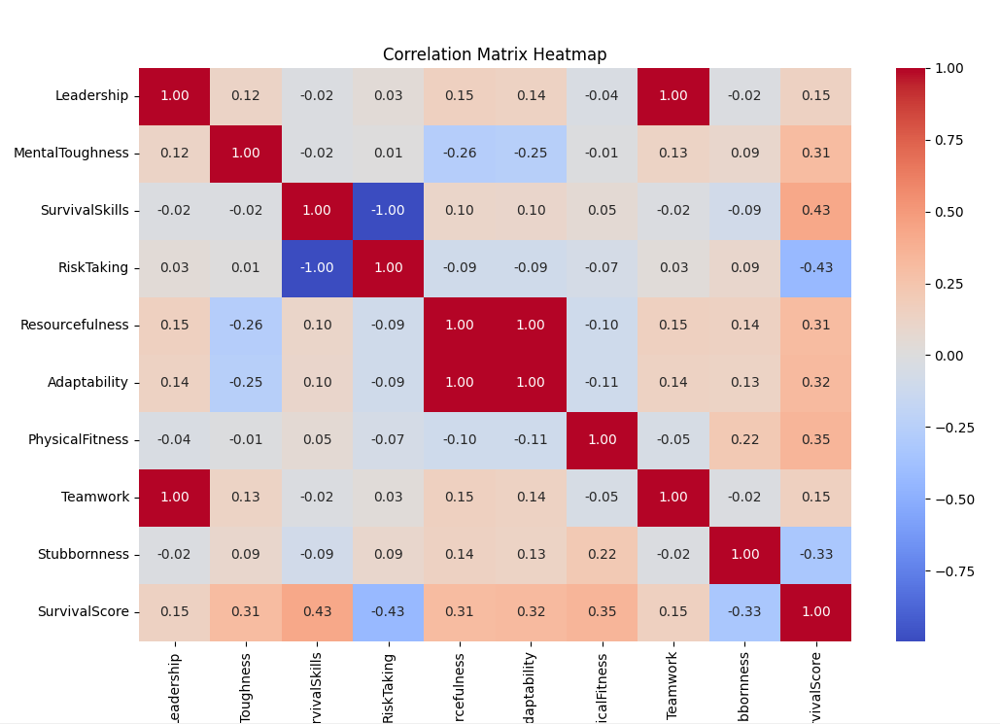 Correlation Matrix Heatmap
Leadership 1.00 0.12 -0.02 0.03 0.15 0.14 -0.04 1.00 -0.02 0.15
MentalToughness 0.12 1.00 -0.02 0.01 -0.26 -0.25 -0.01 0.13 0.09 0.31
SurvivalSkills -0.02 -0.02 1.00 -1.00 0.10 0.10 0.05 -0.02 -0.09 0.43
RiskTaking 0.03 0.01 -1.00 1.00 -0.09 -0.09 -0.07 0.03 0.09 -0.43
Resourcefulness 0.15 -0.26 0.10 -0.09 1.00 1.00 -0.10 0.15 0.14 0.31
Adaptability 0.14 -0.25 0.10 -0.09 1.00 1.00 -0.11 0.14 0.13 0.32
PhysicalFitness -0.04 -0.01 0.05 -0.07 -0.10 -0.11 1.00 -0.05 0.22 0.35
Teamwork 1.00 0.13 -0.02 0.03 0.15 0.14 -0.05 1.00 -0.02 0.15
Stubbornness -0.02 0.09 -0.09 0.09 0.14 0.13 0.22 -0.02 1.00 -0.33
SurvivalScore 0.15 0.31 0.43 -0.43 0.31 0.32 0.35 0.15 -0.33 1.00
Leadership
Toughness
rvivalSkills
RiskTaking
rcefulness
daptability
icalFitness
Teamwork
bbornness
vivalScore
1.00
0.75
0.50
0.25
0.00
−0.25
−0.50
−0.75